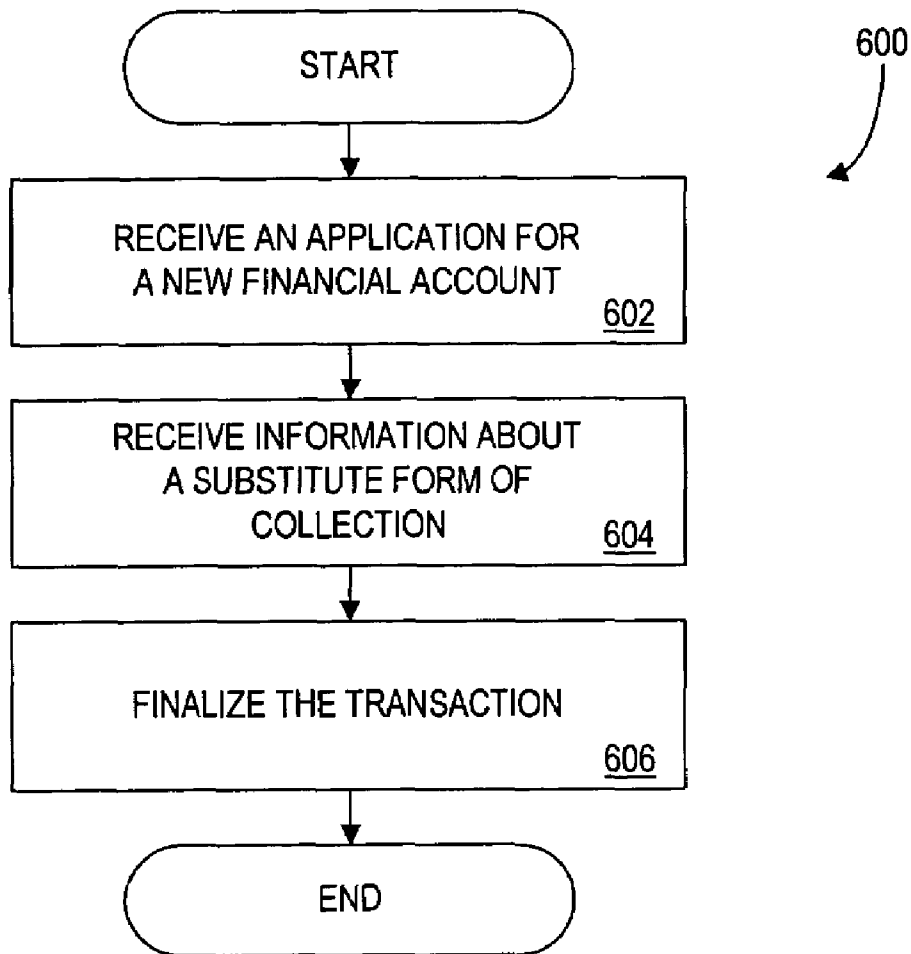 START
600
RECEIVE AN APPLICATION FOR
A NEW FINANCIAL ACCOUNT
602
RECEIVE INFORMATION ABOUT
A SUBSTITUTE FORM OF
COLLECTION
604
FINALIZE THE TRANSACTION
606
END